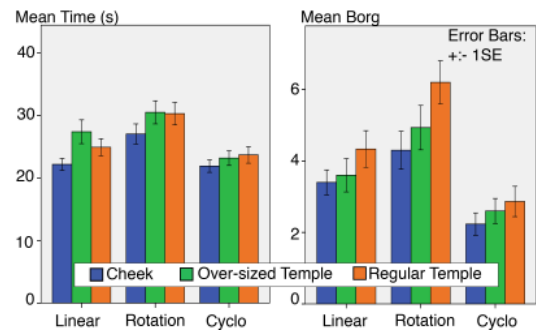 Mean Time (s)
40
30
20
10
0
Linear Rotation Cyclo
Mean Borg
Error Bars:
+:- 1SE
6
4
2
0
Linear Rotation Cyclo
Cheek Over-sized Temple Regular Temple